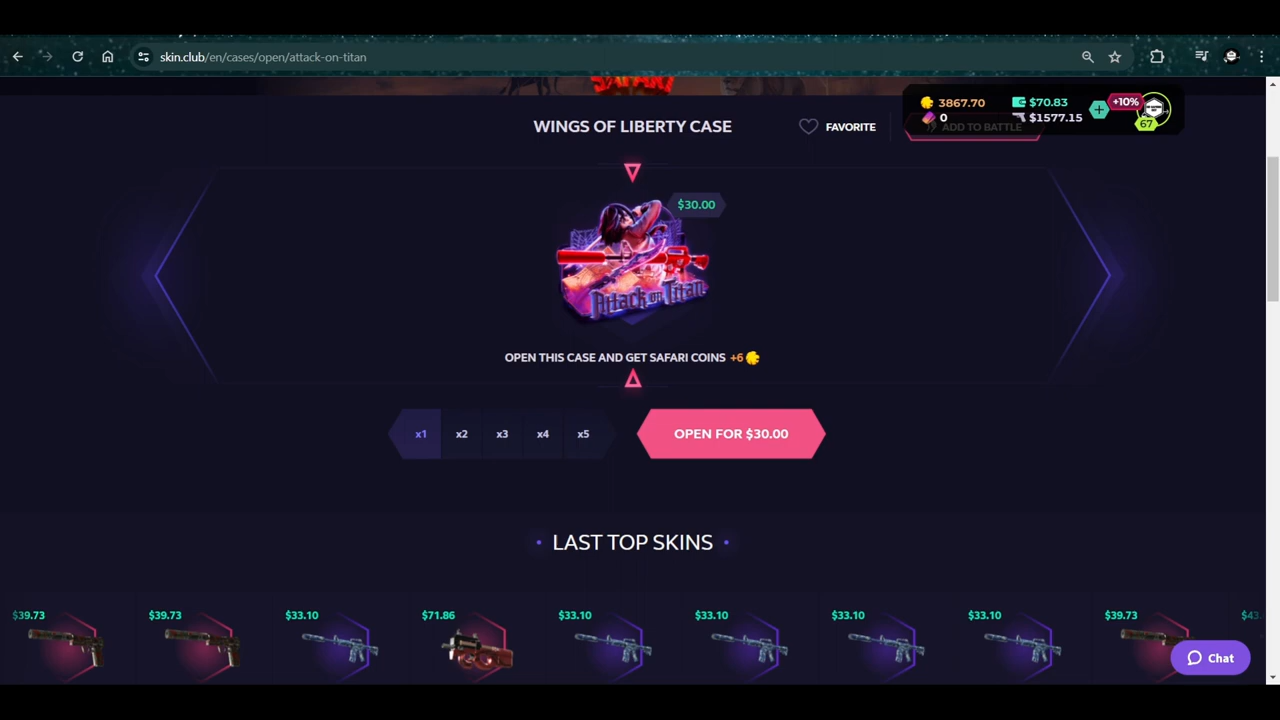 skin.club/en/cases/open/attack-on-titan
3867.70
$70.83
+10%
0
$1577.15
67
WINGS OF LIBERTY CASE
FAVORITE
ADD TO BATTLE
$30.00
Attack on Titan
OPEN THIS CASE AND GET SAFARI COINS +6
x1 x2 x3 x4 x5
OPEN FOR $30.00
LAST TOP SKINS
$39.73 $39.73 $33.10 $71.86 $33.10 $33.10 $33.10 $33.10 $39.73 $43.
Chat